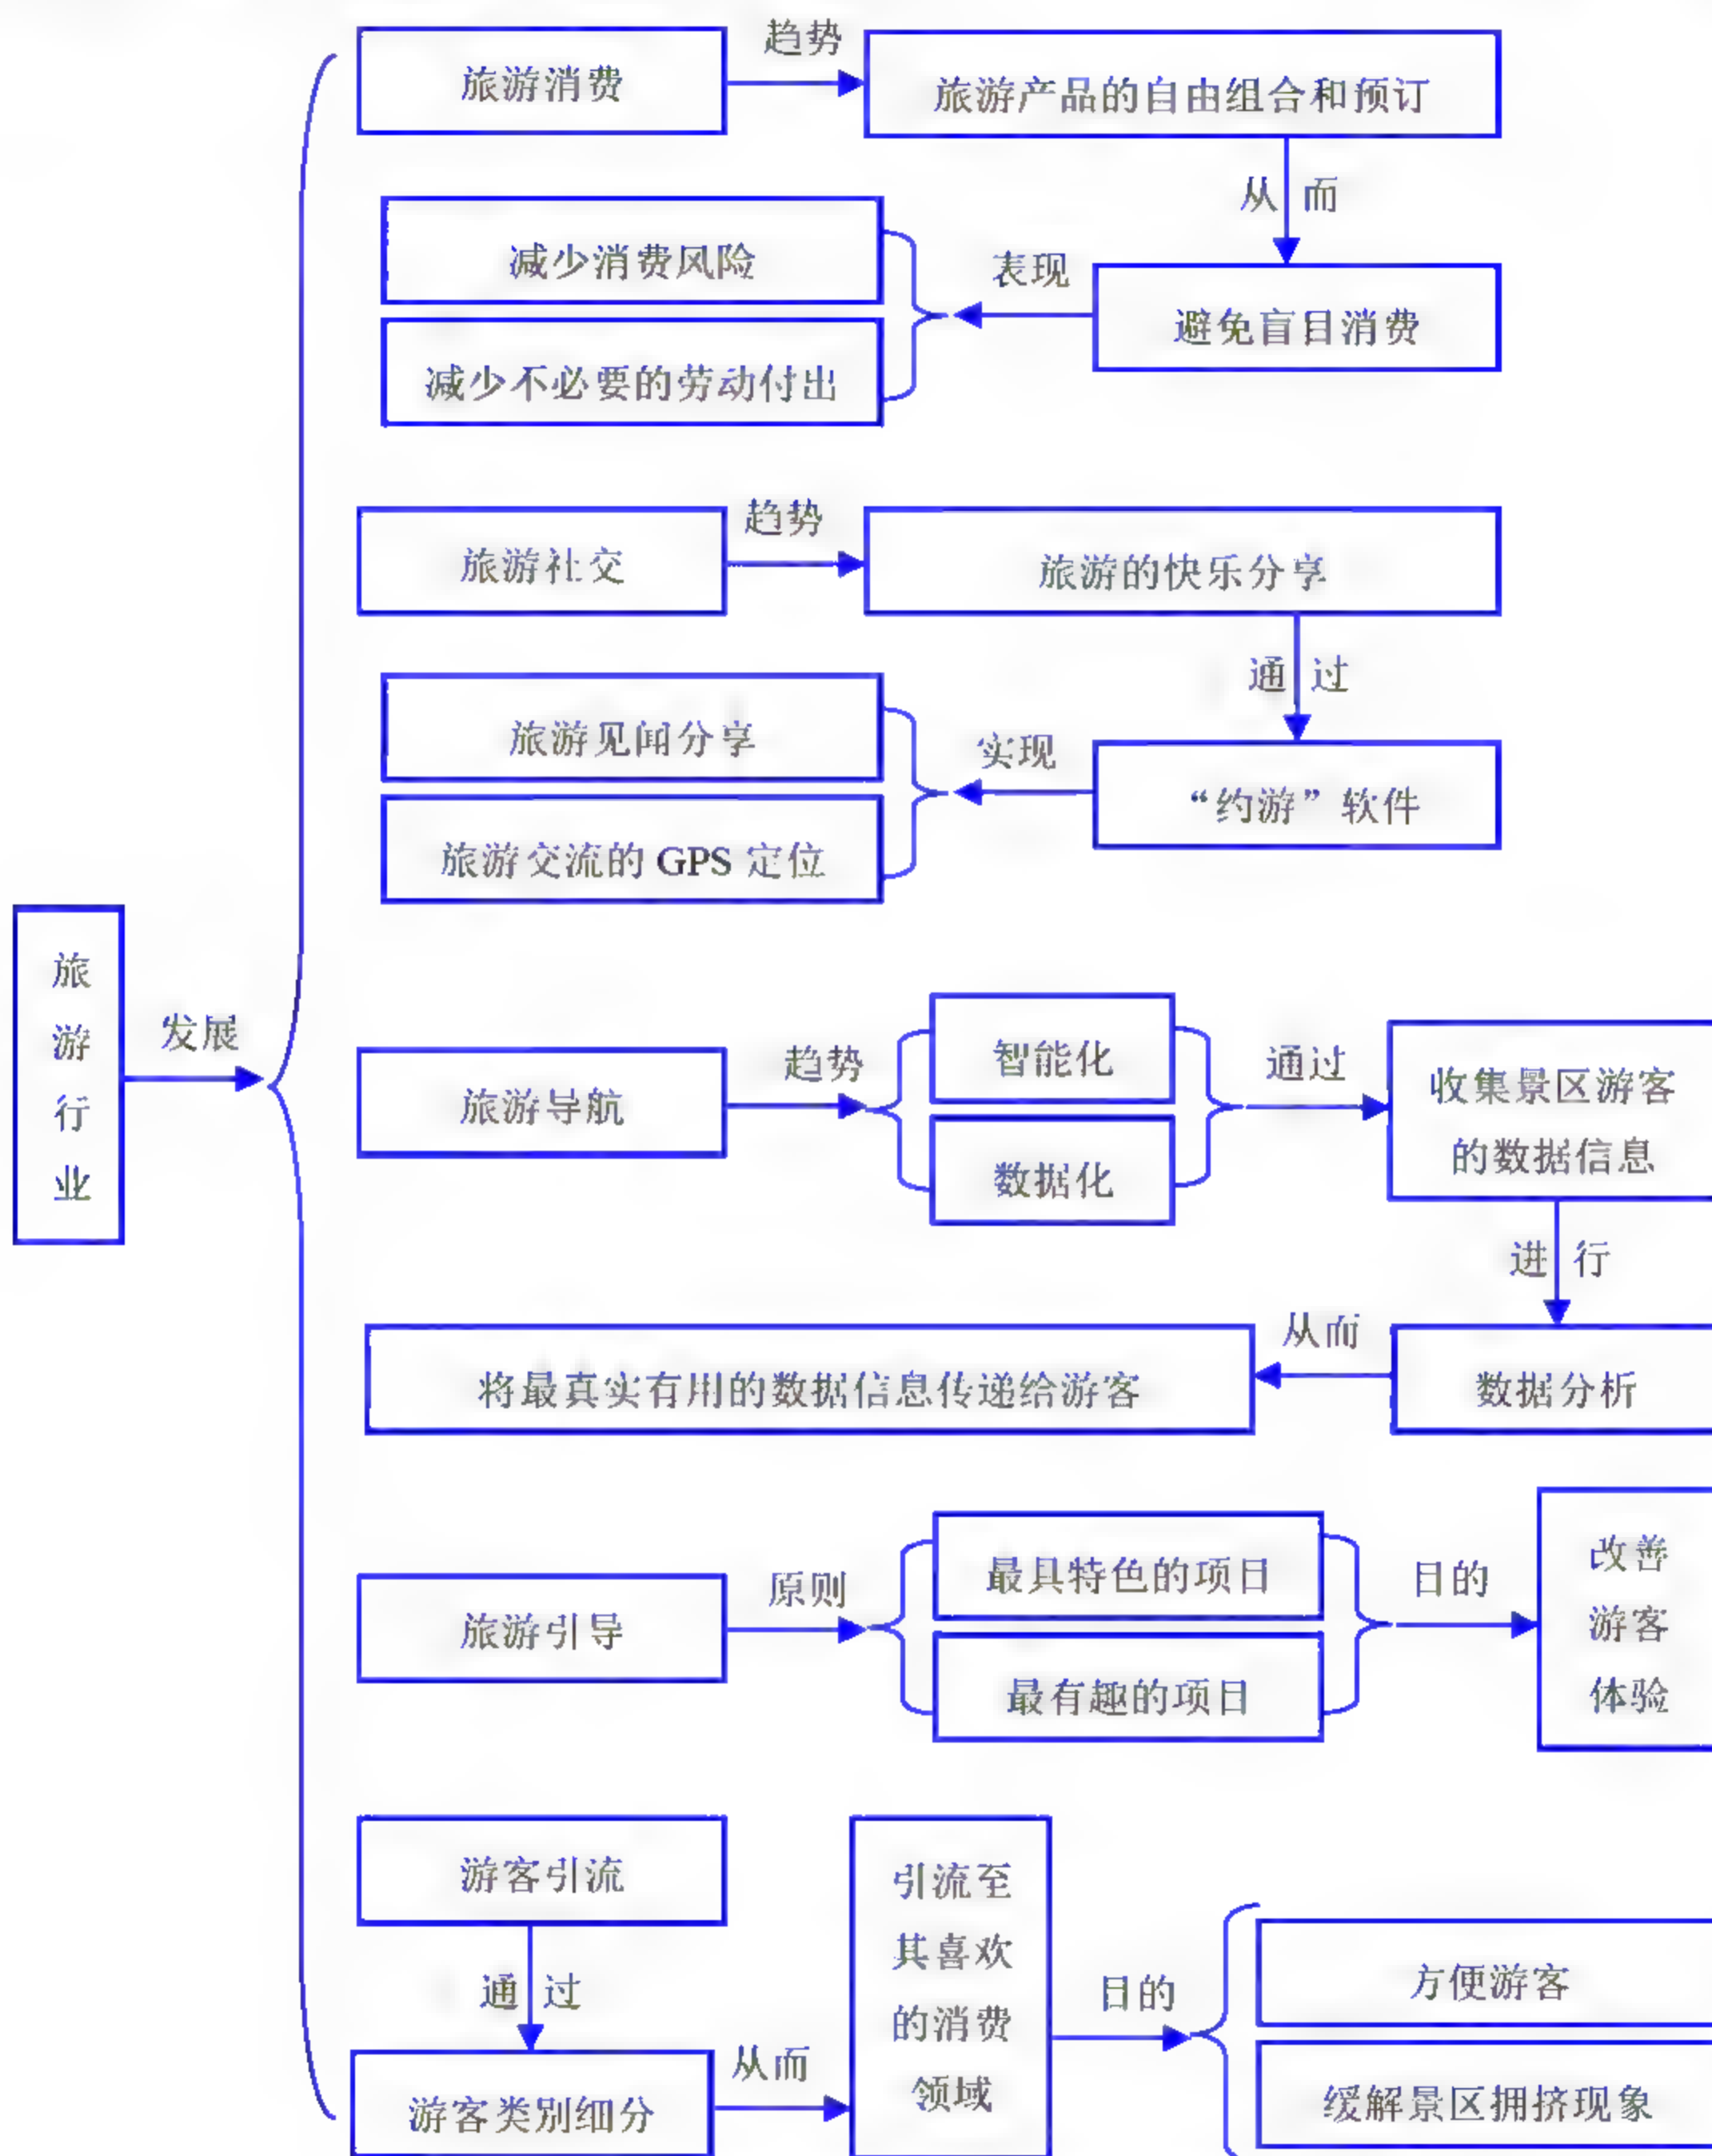 旅游消费
趋势
旅游产品的自由组合和预订
从而
避免盲目消费
表现
减少消费风险
减少不必要的劳动付出
旅游社交
趋势
旅游的快乐分享
通过
“约游”软件
实现
旅游见闻分享
旅游交流的 GPS 定位
旅
游
行
业
发展
旅游导航
趋势
智能化
数据化
通过
收集景区游客
的数据信息
进行
数据分析
从而
将最真实有用的数据信息传递给游客
旅游引导
原则
最具特色的项目
最有趣的项目
目的
改善
游客
体验
游客引流
通过
游客类别细分
从而
引流至
其喜欢
的消费
领域
目的
方便游客
缓解景区拥挤现象